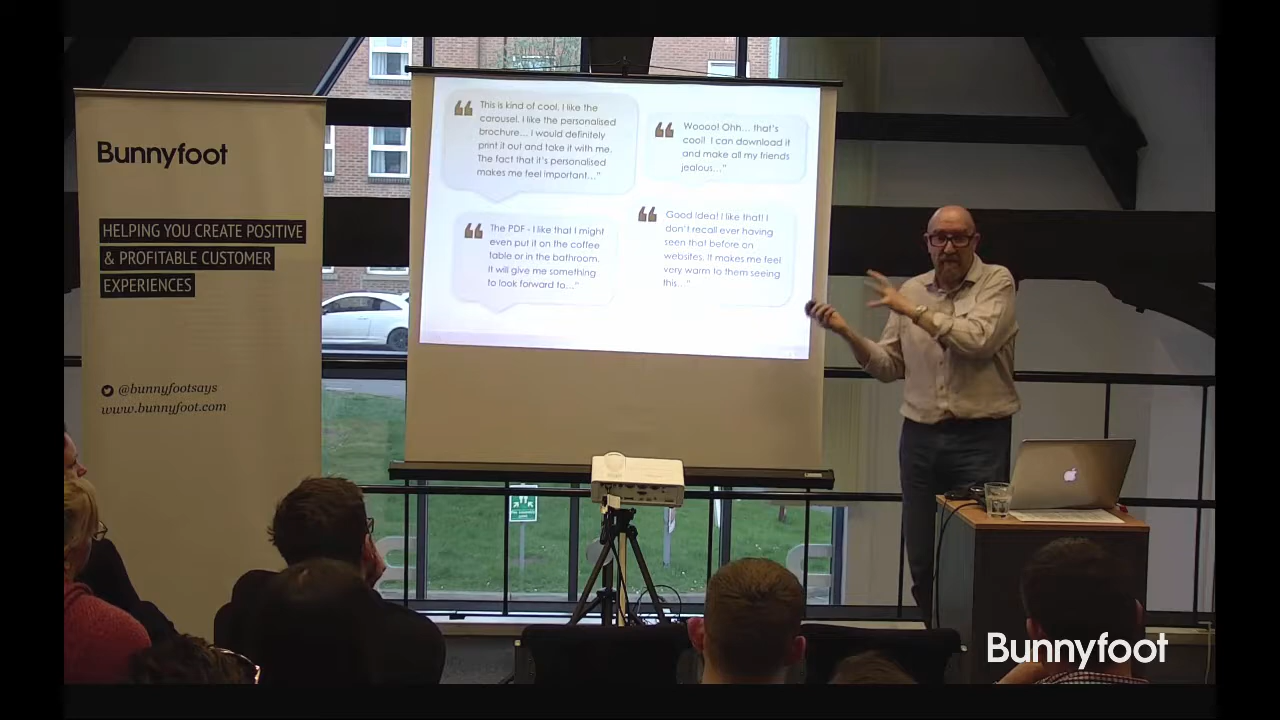 Bunnyfoot
HELPING YOU CREATE POSITIVE
& PROFITABLE CUSTOMER
EXPERIENCES
@bunnyfootsays
www.bunnyfoot.com
This is kind of cool. I like the
carousel. I like the personalised
brochure... I would definitely
print it out and take it with me.
The fact that it's personalised
makes me feel important..."
Woooo! Ohh... that's
cool! I can download it
and make all my friends
jealous..."
The PDF - I like that I might
even put it on the coffee
table or in the bathroom.
It will give me something
to look forward to..."
Good Idea! I like that! I
don't recall ever having
seen that before on
websites. It makes me feel
very warm to them seeing
this..."
Bunnyfoot